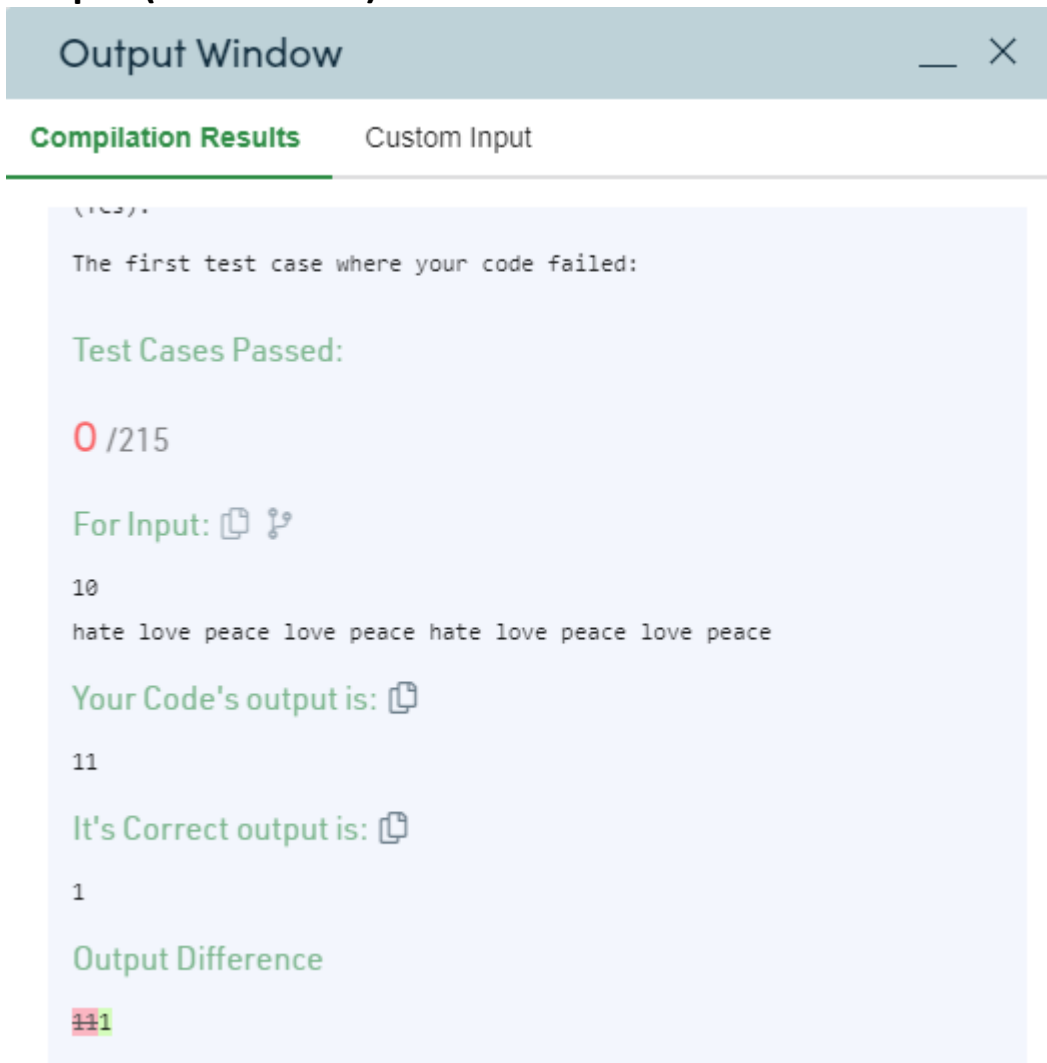 Output Window
Compilation Results Custom Input
The first test case where your code failed:
Test Cases Passed:
0 /215
For Input:
10
hate love peace love peace hate love peace love peace
Your Code's output is:
11
It's Correct output is:
1
Output Difference
111